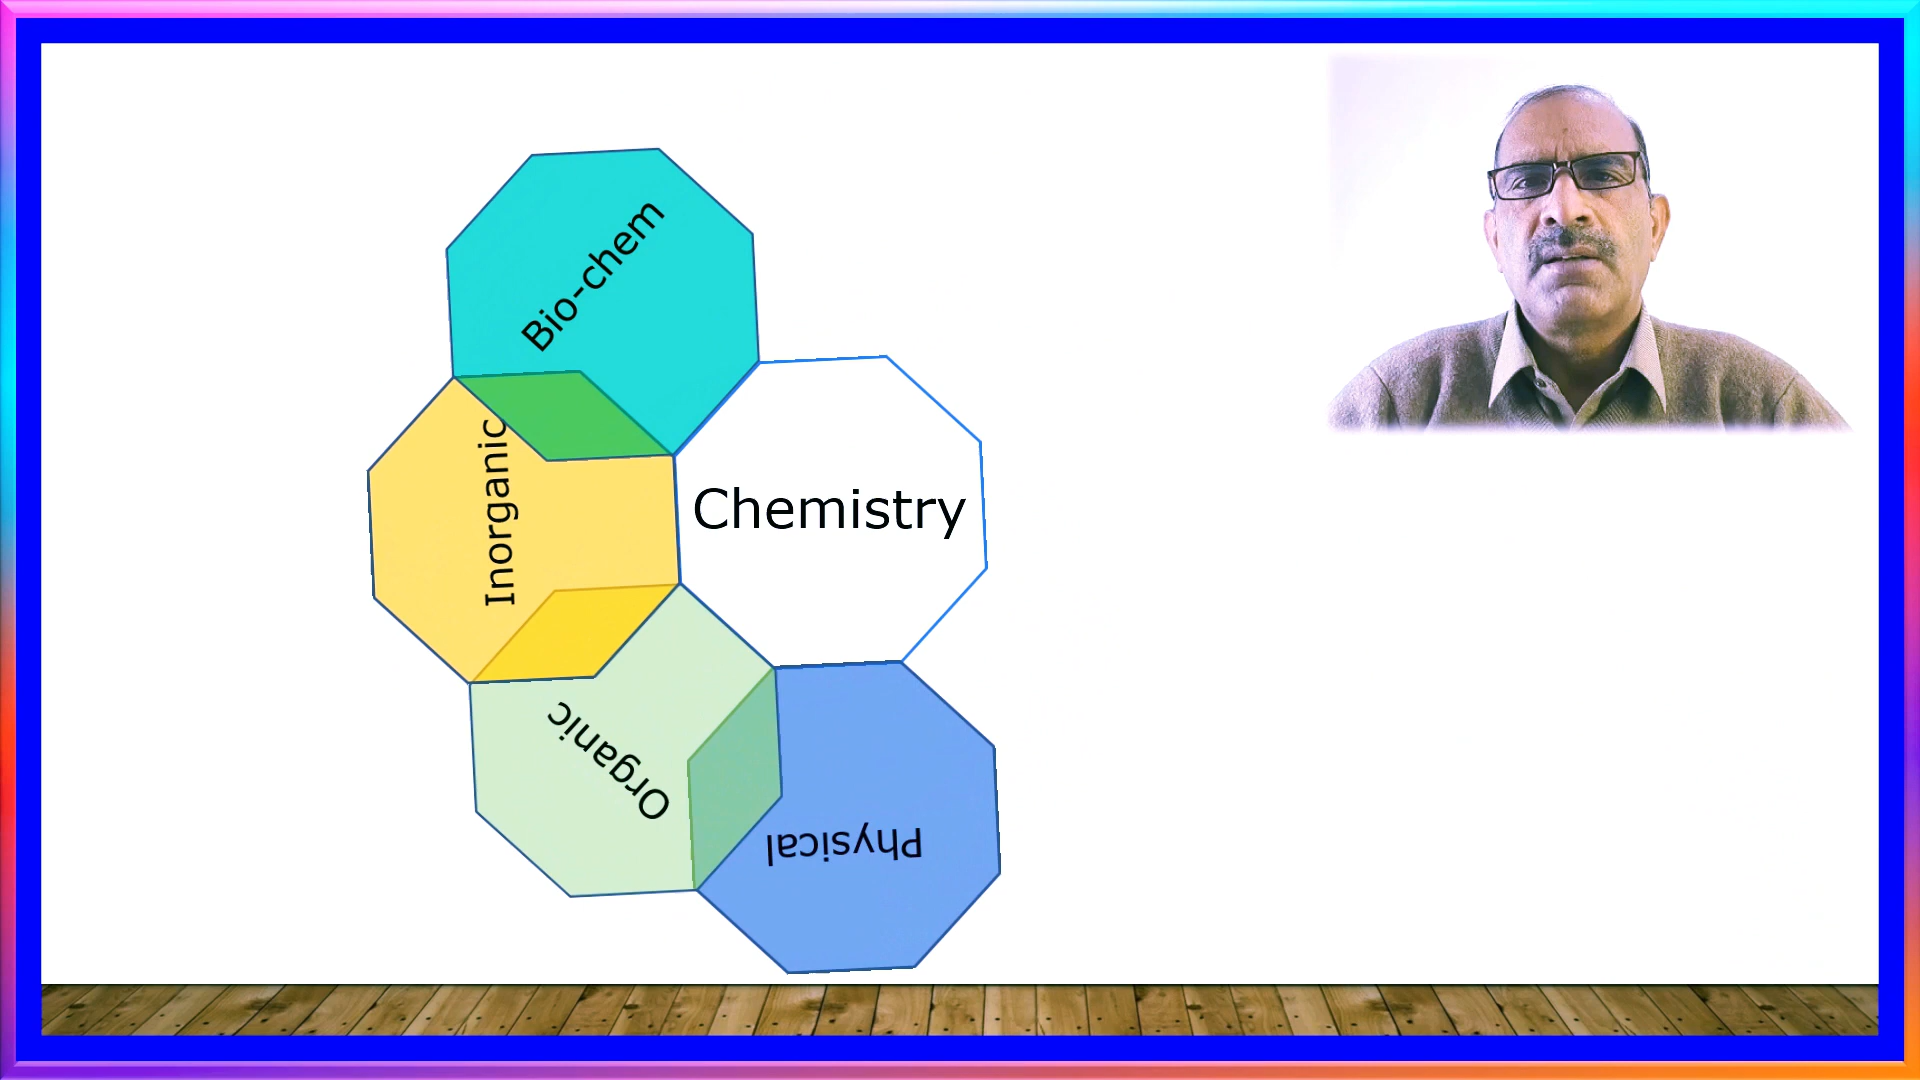 Bio-chem
Inorganic
Chemistry
Organic
Physical